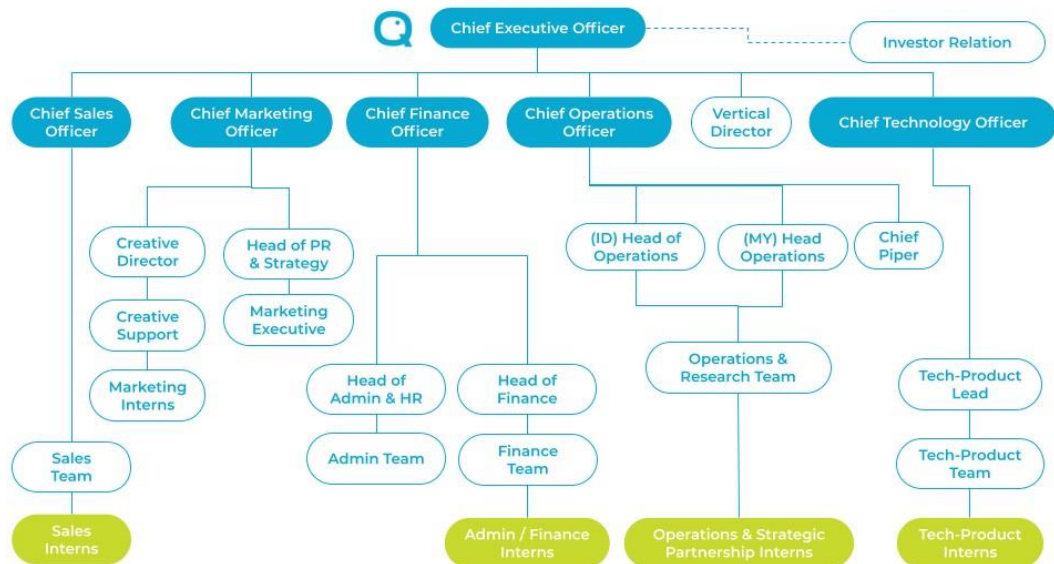 Chief Executive Officer
Investor Relation
Chief Sales
Officer
Chief Marketing
Officer
Chief Finance
Officer
Chief Operations
Officer
Vertical
Director
Chief Technology Officer
Creative
Director
Head of PR
& Strategy
(ID) Head of
Operations
(MY) Head
Operations
Chief
Piper
Creative
Support
Marketing
Executive
Marketing
Interns
Head of
Admin & HR
Head of
Finance
Operations &
Research Team
Tech-Product
Lead
Sales
Team
Admin Team
Finance
Team
Tech-Product
Team
Sales
Interns
Admin / Finance
Interns
Operations & Strategic
Partnership Interns
Tech-Product
Interns